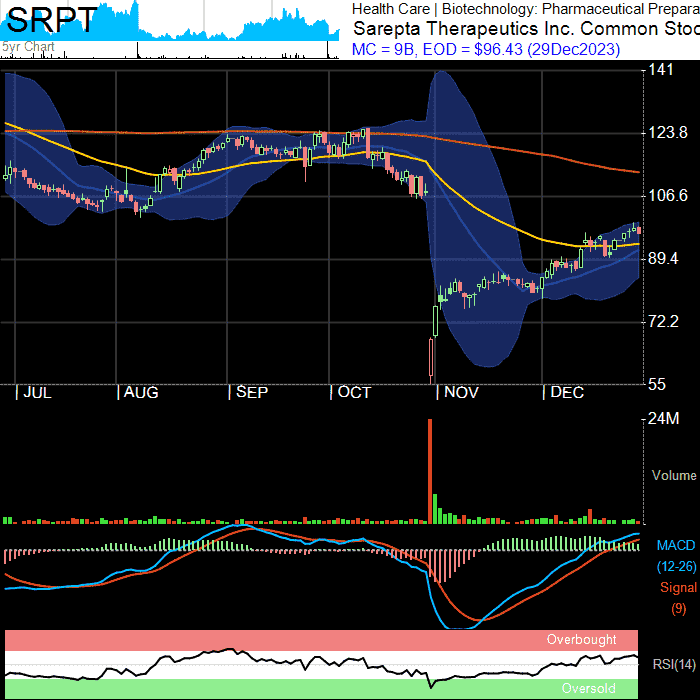 SRPT
5yr Chart
Health Care | Biotechnology: Pharmaceutical Prepara
Sarepta Therapeutics Inc. Common Stoc
MC = 9B, EOD = $96.43 (29Dec2023)
141
123.8
106.6
89.4
72.2
55
| JUL | AUG | SEP | OCT | NOV | DEC
24M
Volume
MACD
(12-26)
Signal
(9)
Overbought
RSI(14)
Oversold